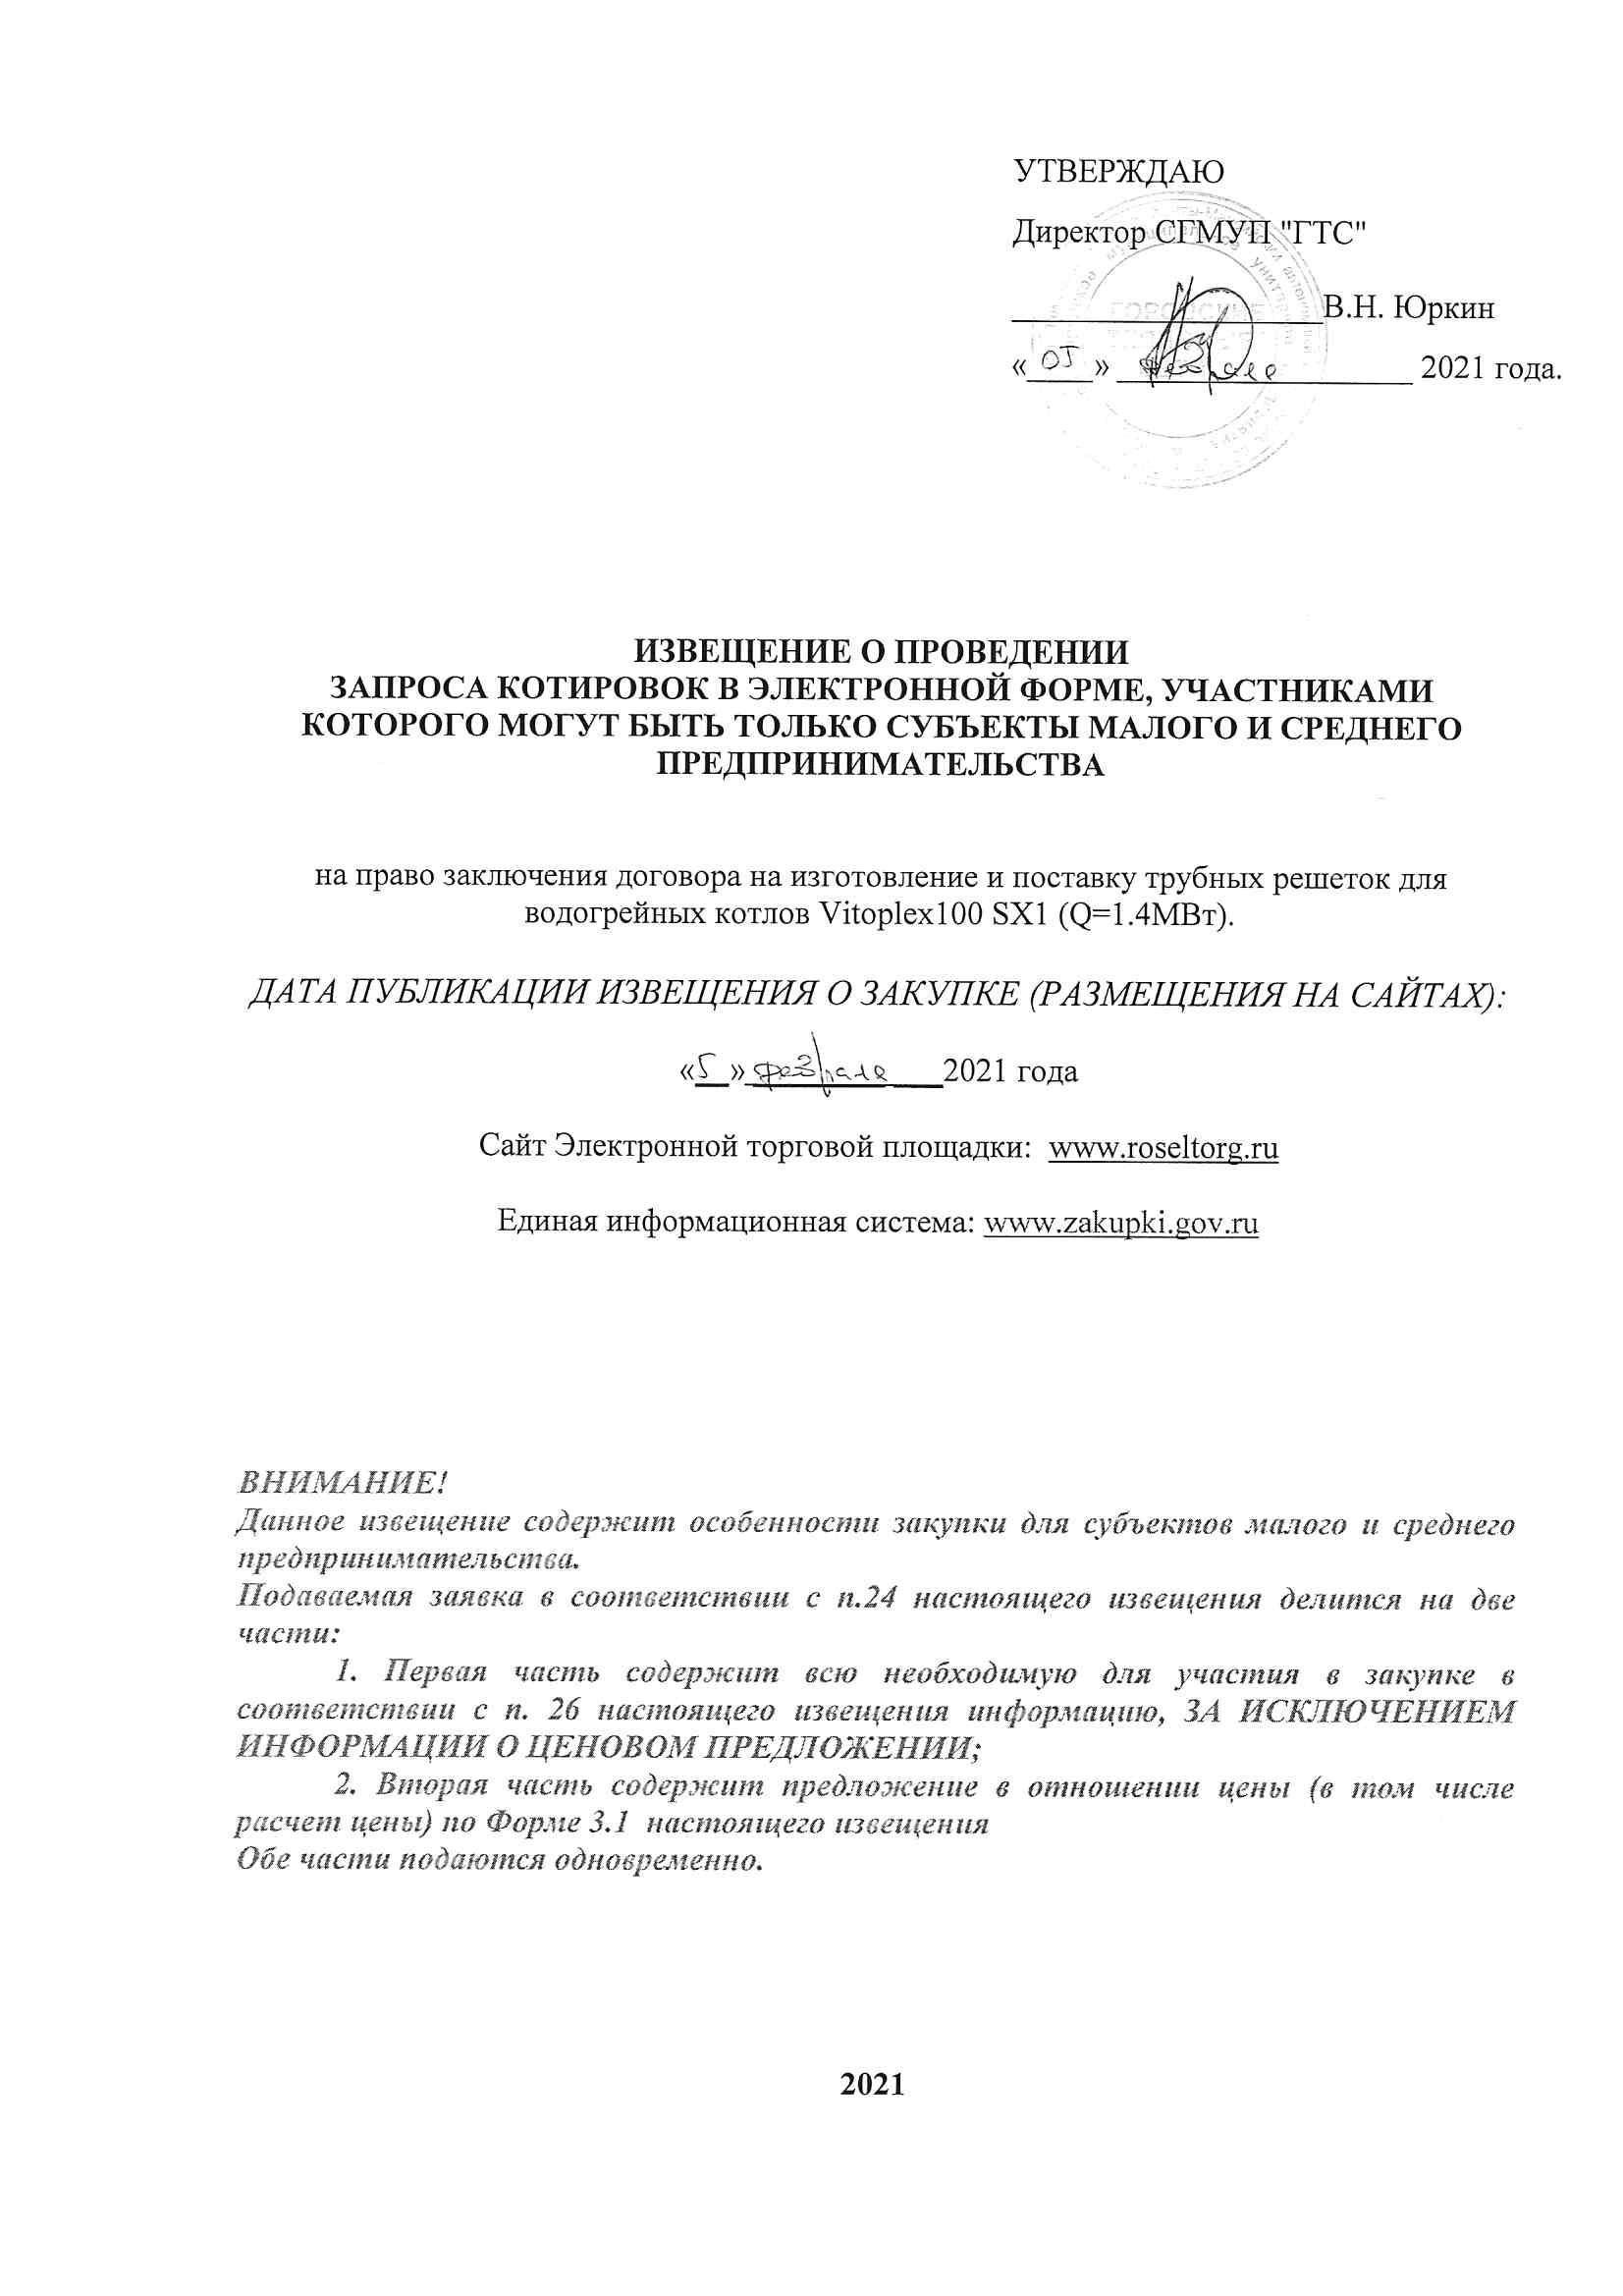 УТВЕРЖДАЮ
Директор СГМУП "ГТС"
В.Н. Юркин
«05» февраля 2021 года.
ГОРОДСКИЕ
ИЗВЕЩЕНИЕ О ПРОВЕДЕНИИ
ЗАПРОСА КОТИРОВОК В ЭЛЕКТРОННОЙ ФОРМЕ, УЧАСТНИКАМИ
КОТОРОГО МОГУТ БЫТЬ ТОЛЬКО СУБЪЕКТЫ МАЛОГО И СРЕДНЕГО
ПРЕДПРИНИМАТЕЛЬСТВА
на право заключения договора на изготовление и поставку трубных решеток для
водогрейных котлов Vitoplex100 SX1 (Q=1.4МВт).
ДАТА ПУБЛИКАЦИИ ИЗВЕЩЕНИЯ О ЗАКУПКЕ (РАЗМЕЩЕНИЯ НА САЙТАХ):
«5» февраля 2021 года
Сайт Электронной торговой площадки: www.roseltorg.ru
Единая информационная система: www.zakupki.gov.ru
ВНИМАНИЕ!
Данное извещение содержит особенности закупки для субъектов малого и среднего
предпринимательства.
Подаваемая заявка в соответствии с п.24 настоящего извещения делится на две
части:
1. Первая часть содержит всю необходимую для участия в закупке в
соответствии с п. 26 настоящего извещения информацию, ЗА ИСКЛЮЧЕНИЕМ
ИНФОРМАЦИИ О ЦЕНОВОМ ПРЕДЛОЖЕНИИ;
2. Вторая часть содержит предложение в отношении цены (в том числе
расчет цены) по Форме 3.1 настоящего извещения
Обе части подаются одновременно.
2021